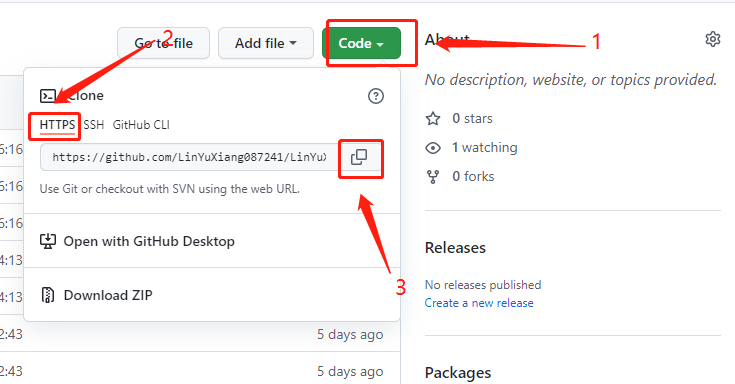 Go to file
Add file
Code
1
2
Clone
HTTPS SSH GitHub CLI
https://github.com/LinYuXiang087241/LinYuX
Use Git or checkout with SVN using the web URL.
3
Open with GitHub Desktop
Download ZIP
6:16
6:16
6:16
4:13
4:13
2:43
5 days ago
2:43
5 days ago
About
No description, website, or topics provided.
0 stars
1 watching
0 forks
Releases
No releases published
Create a new release
Packages